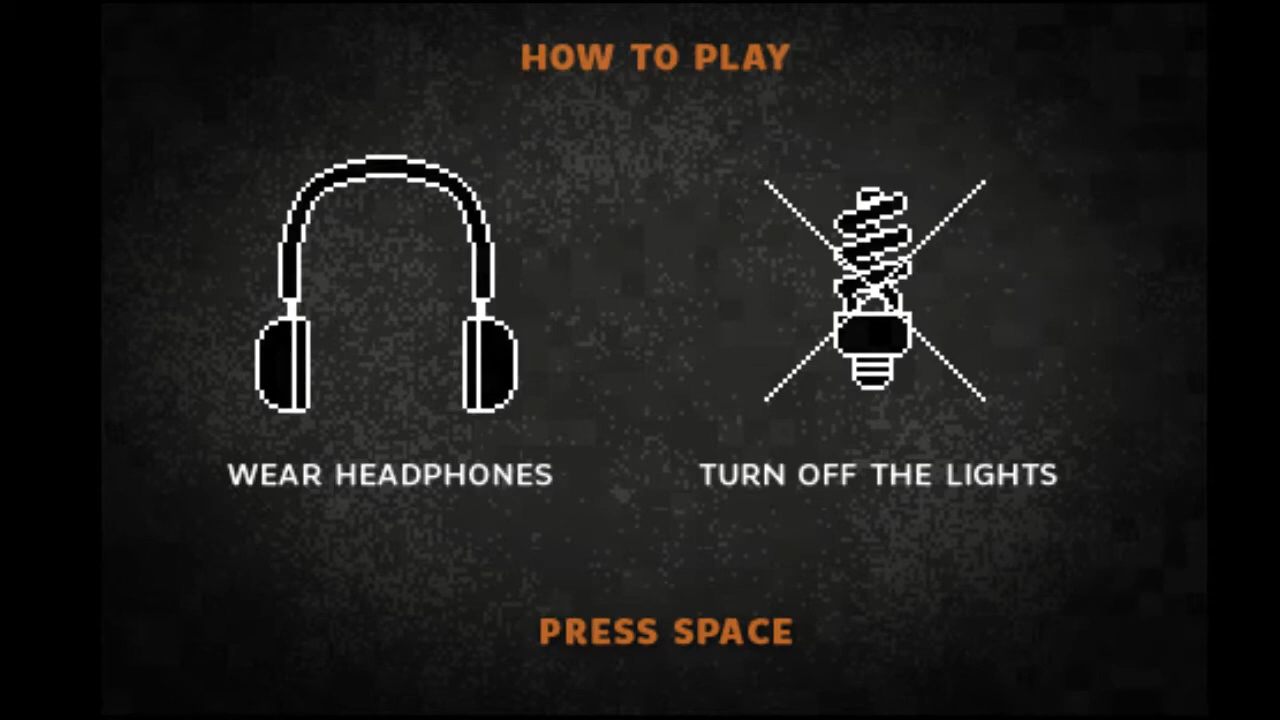 HOW TO PLAY
WEAR HEADPHONES
TURN OFF THE LIGHTS
PRESS SPACE